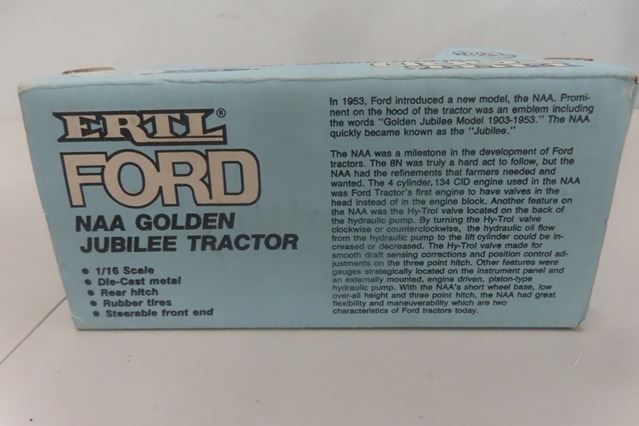 ERTL®
FORD
NAA GOLDEN
JUBILEE TRACTOR
• 1/16 Scale
• Die-Cast metal
• Rear hitch
• Rubber tires
• Steerable front end
In 1953, Ford introduced a new model, the NAA. Promi-
nent on the hood of the tractor was an emblem including
the words "Golden Jubilee Model 1903-1953." The NAA
quickly became known as the "Jubilee."
The NAA was a milestone in the development of Ford
tractors. The 8N was truly a hard act to follow, but the
NAA had the refinements that farmers needed and
wanted. The 4 cylinder, 134 CID engine used in the NAA
was Ford Tractor's first engine to have valves in the
head instead of in the engine block. Another feature on
the NAA was the Hy-Trol valve located on the back of
the hydraulic pump. By turning the Hy-Trol valve
clockwise or counterclockwise, the hydraulic oil flow
from the hydraulic pump to the lift cylinder could be in-
creased or decreased. The Hy-Trol valve made for
smooth draft sensing corrections and position control ad-
justments on the three point hitch. Other features were
gauges strategically located on the instrument panel and
an externally mounted, engine driven, piston-type
hydraulic pump. With the NAA's short wheel base, low
over-all height and three point hitch, the NAA had great
flexibility and maneuverability which are two
characteristics of Ford tractors today.